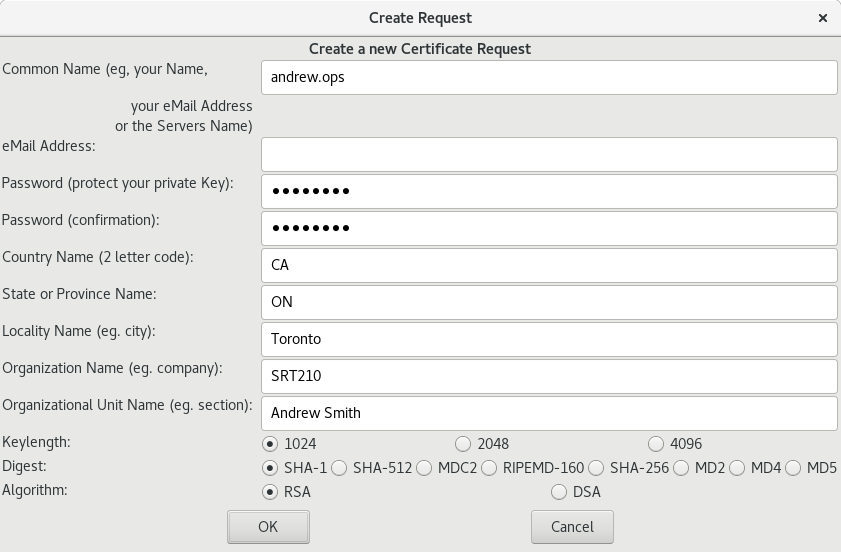 Create Request ×
Create a new Certificate Request
Common Name (eg, your Name,
andrew.ops
your eMail Address
or the Servers Name)
eMail Address:
Password (protect your private Key): ••••••••
Password (confirmation): ••••••••
Country Name (2 letter code): CA
State or Province Name: ON
Locality Name (eg. city): Toronto
Organization Name (eg. company): SRT210
Organizational Unit Name (eg. section): Andrew Smith
Keylength: 1024 2048 4096
Digest: SHA-1 SHA-512 MDC2 RIPEMD-160 SHA-256 MD2 MD4 MD5
Algorithm: RSA DSA
OK Cancel